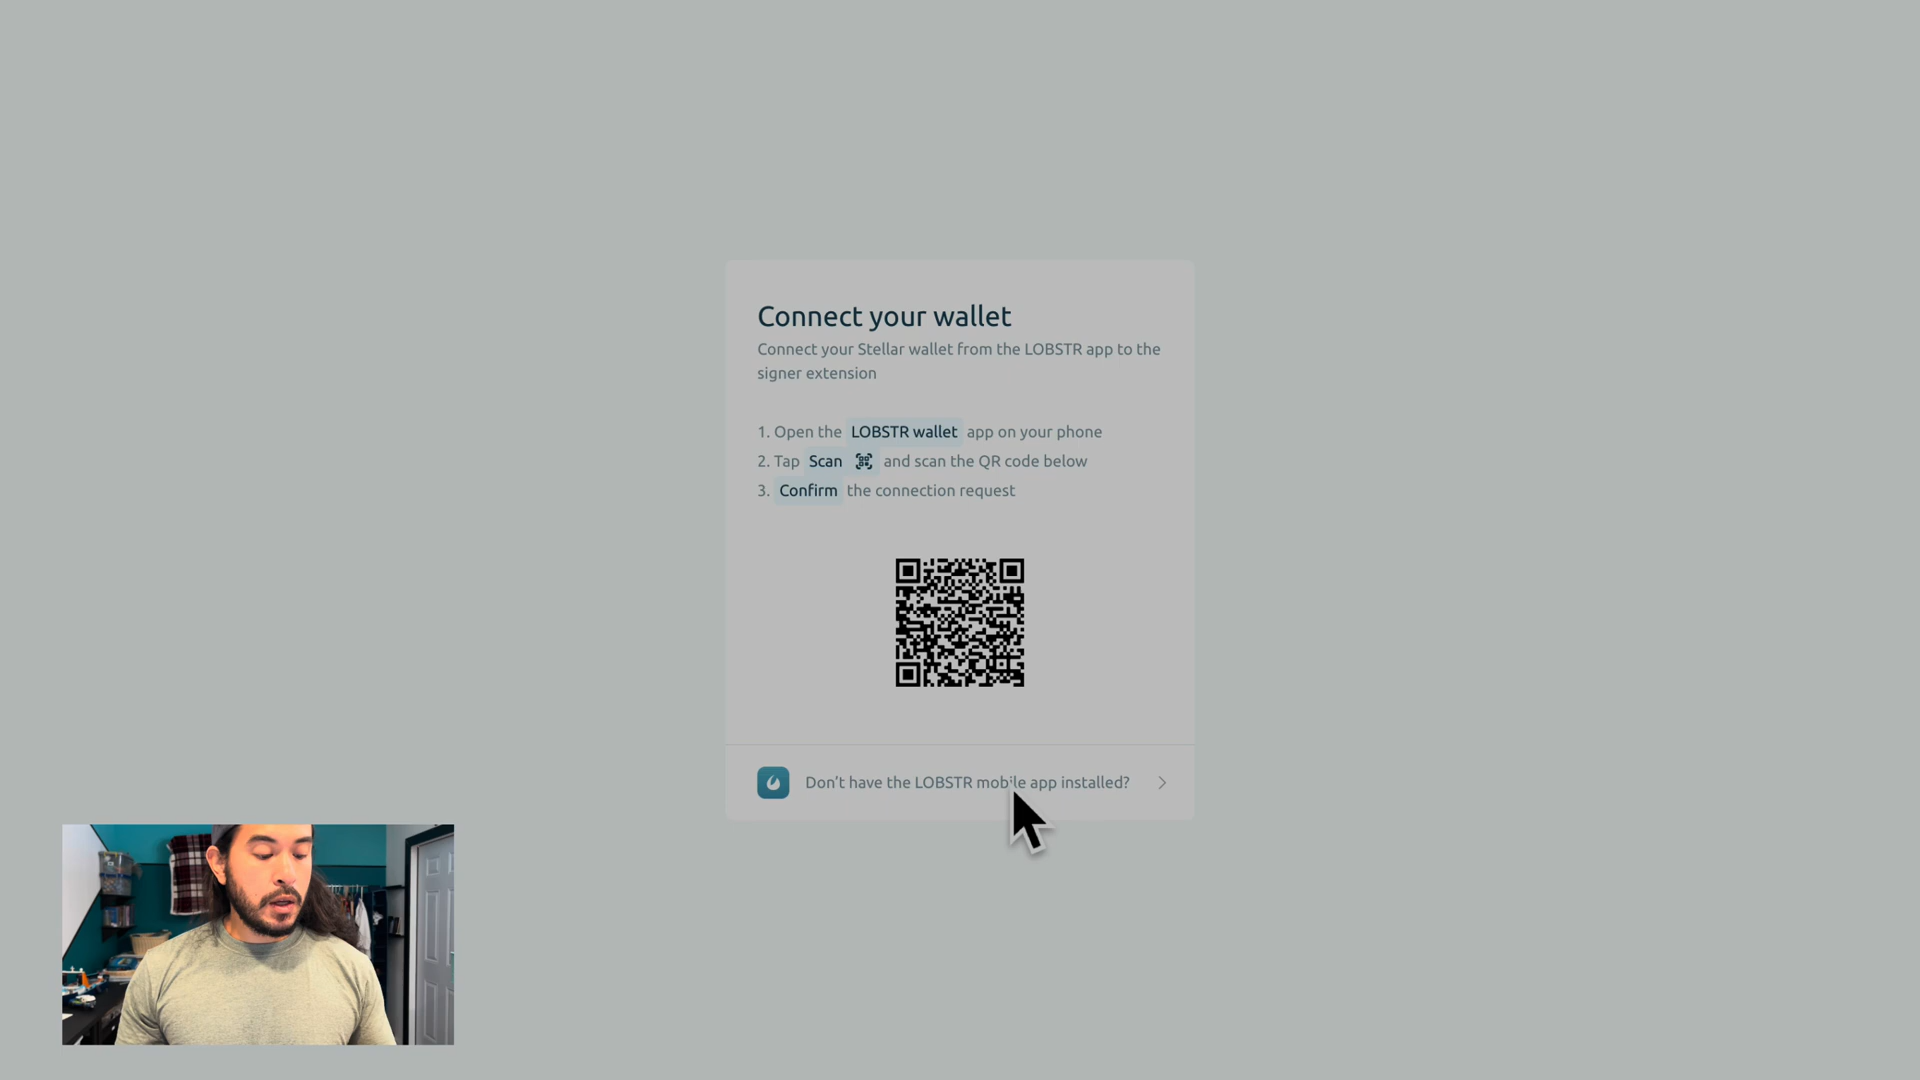 Connect your wallet
Connect your Stellar wallet from the LOBSTR app to the
signer extension
1. Open the LOBSTR wallet app on your phone
2. Tap Scan and scan the QR code below
3. Confirm the connection request
Don't have the LOBSTR mobile app installed?